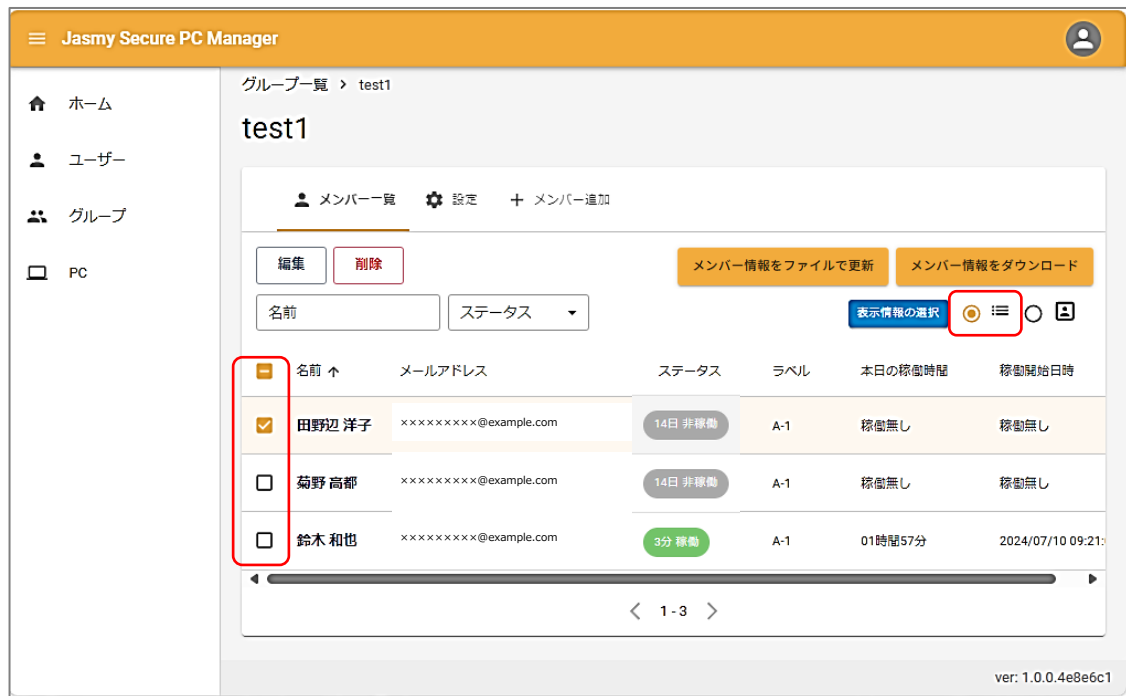 Jasmy Secure PC Manager
ホーム
ユーザー
グループ
PC
グループ一覧 > test1
test1
メンバー一覧 設定 メンバー追加
編集 削除 メンバー情報をファイルで更新 メンバー情報をダウンロード
名前 ステータス 表示情報の選択
名前 ↑ メールアドレス ステータス ラベル 本日の稼働時間 稼働開始日時
田野辺 洋子 ×××××××××@example.com 14日 非稼働 A-1 稼働無し 稼働無し
菊野 高都 ×××××××××@example.com 14日 非稼働 A-1 稼働無し 稼働無し
鈴木 和也 ×××××××××@example.com 3分 稼働 A-1 01時間57分 2024/07/10 09:21:
1 - 3
ver: 1.0.0.4e8e6c1